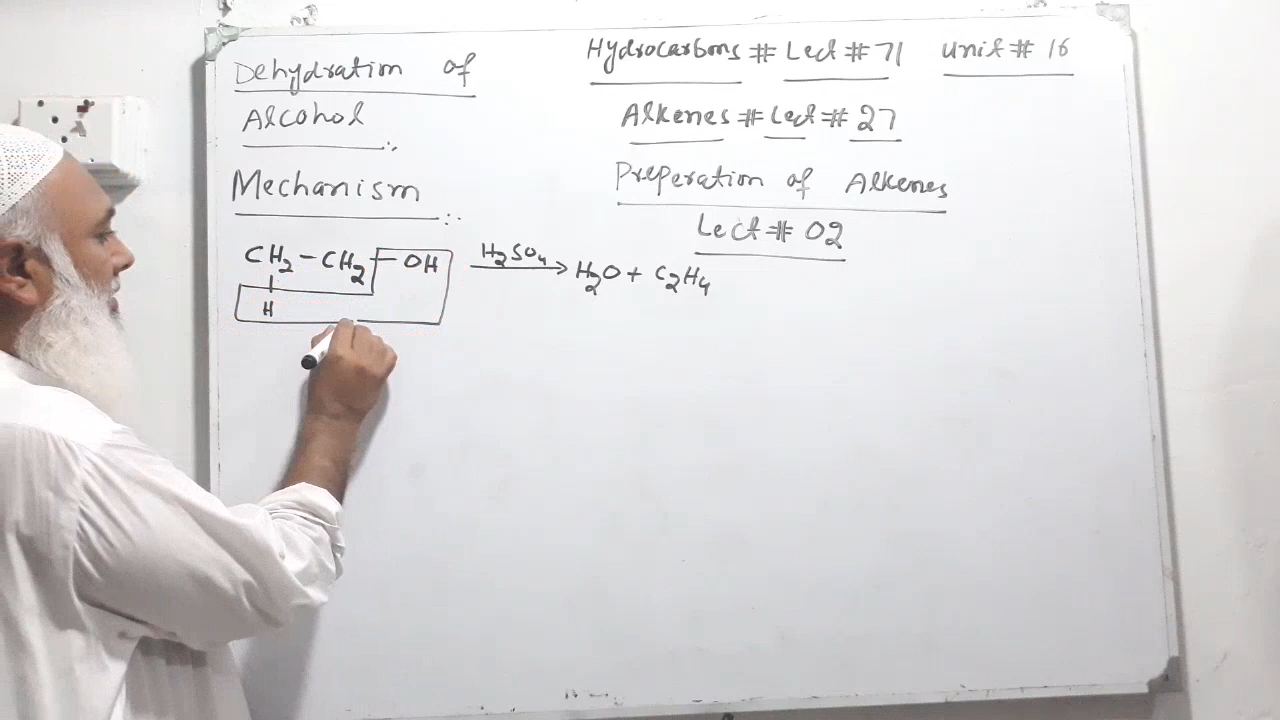 Dehydration of
Alcohol
Mechanism
CH₂-CH₂-OH H₂SO₄→ H₂O + C₂H₄
H
Hydrocarbons # Lect # 71 Unit # 16
Alkenes # Lect # 27
Preperation of Alkenes
Lect # 02